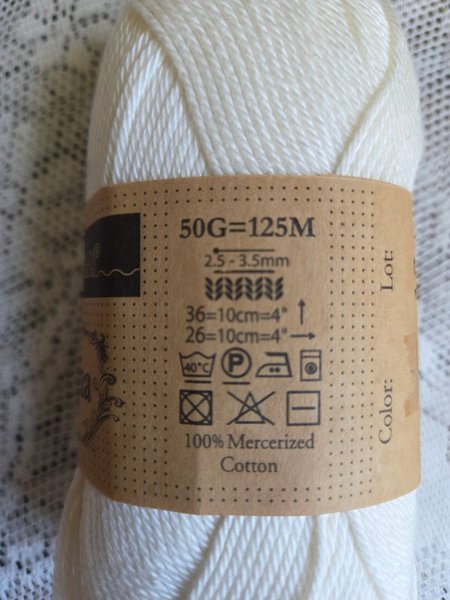 50G=125M
2.5 - 3.5mm
36=10cm=4"
26=10cm=4"
40°C
P
100% Mercerized
Cotton
Lot:
Color: